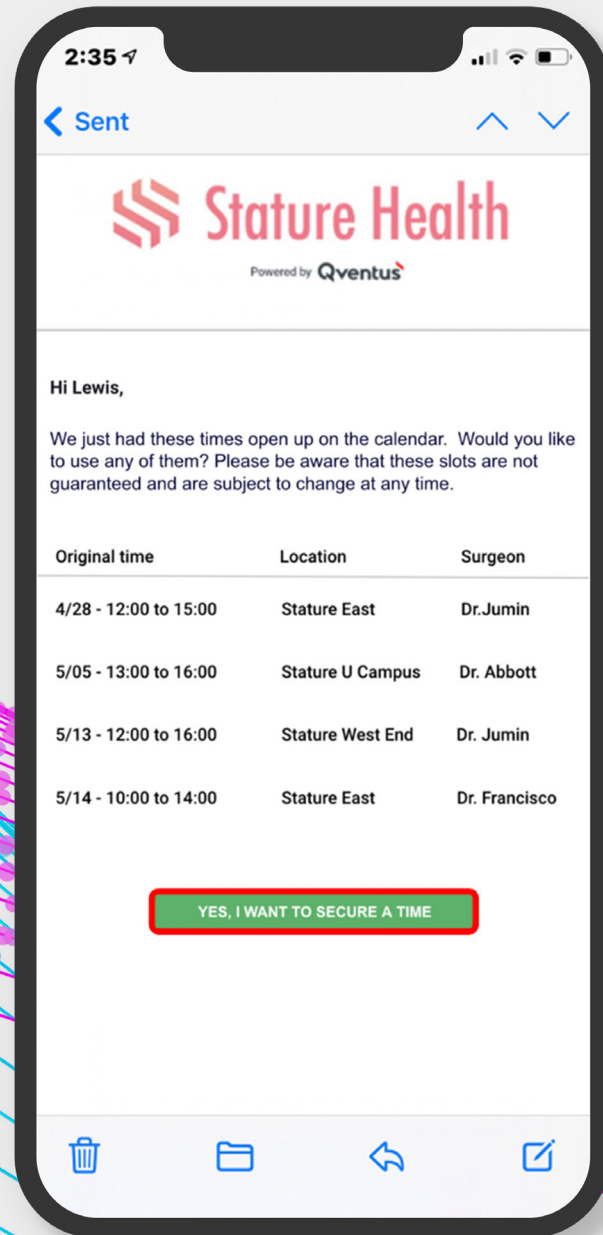 2:35
Sent
Stature Health
Powered by Qventus
Hi Lewis,
We just had these times open up on the calendar.  Would you like
to use any of them? Please be aware that these slots are not
guaranteed and are subject to change at any time.
Original time Location Surgeon
4/28 - 12:00 to 15:00 Stature East Dr.Jumin
5/05 - 13:00 to 16:00 Stature U Campus Dr. Abbott
5/13 - 12:00 to 16:00 Stature West End Dr. Jumin
5/14 - 10:00 to 14:00 Stature East Dr. Francisco
YES, I WANT TO SECURE A TIME